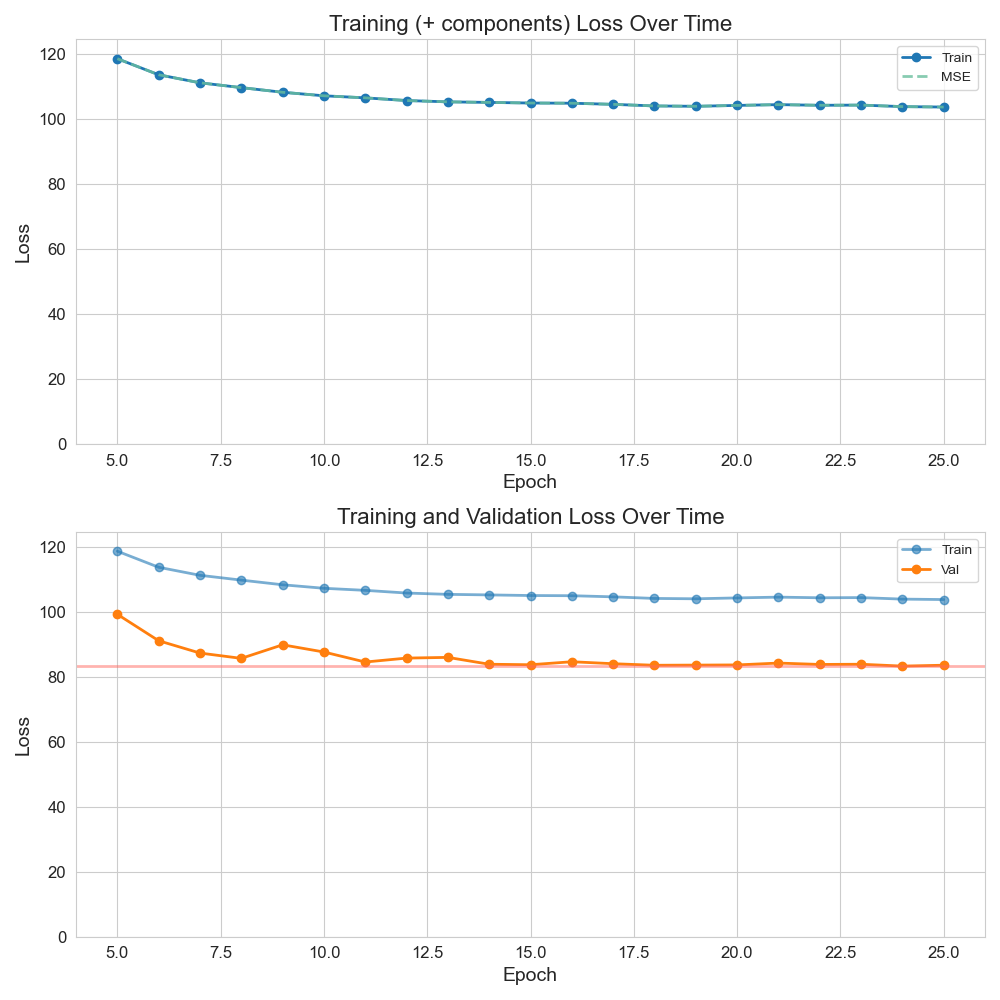 Training (+ components) Loss Over Time
120
100
80
60
40
20
0
Loss
Train
MSE
5.0 7.5 10.0 12.5 15.0 17.5 20.0 22.5 25.0
Epoch
Training and Validation Loss Over Time
120
100
80
60
40
20
0
Loss
Train
Val
5.0 7.5 10.0 12.5 15.0 17.5 20.0 22.5 25.0
Epoch